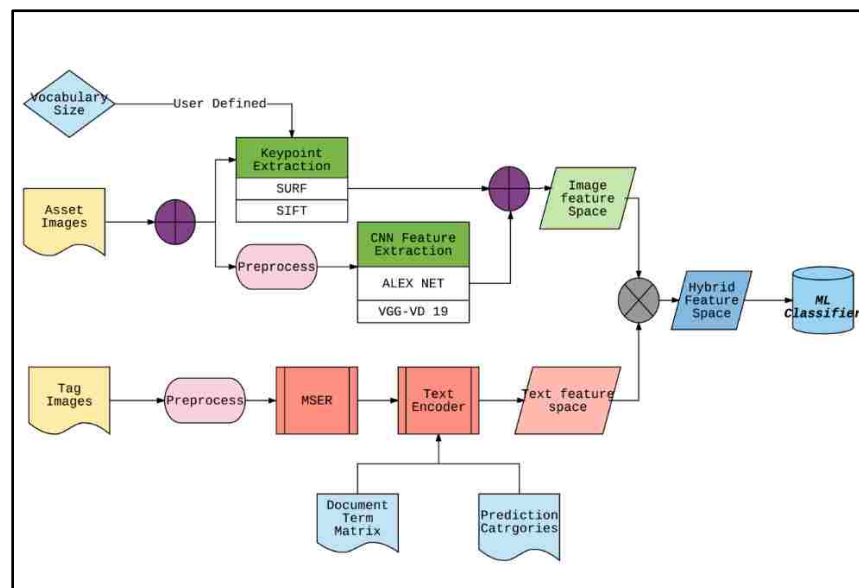 Vocabulary
Size
User Defined
Keypoint
Extraction
SURF
SIFT
Asset
Images
Preprocess
CNN Feature
Extraction
ALEX NET
VGG-VD 19
Image
feature
Space
Hybrid
Feature
Space
ML
Classifier
Tag
Images
Preprocess
MSER
Text
Encoder
Text feature
space
Document
Term
Matrix
Prediction
Catrgories